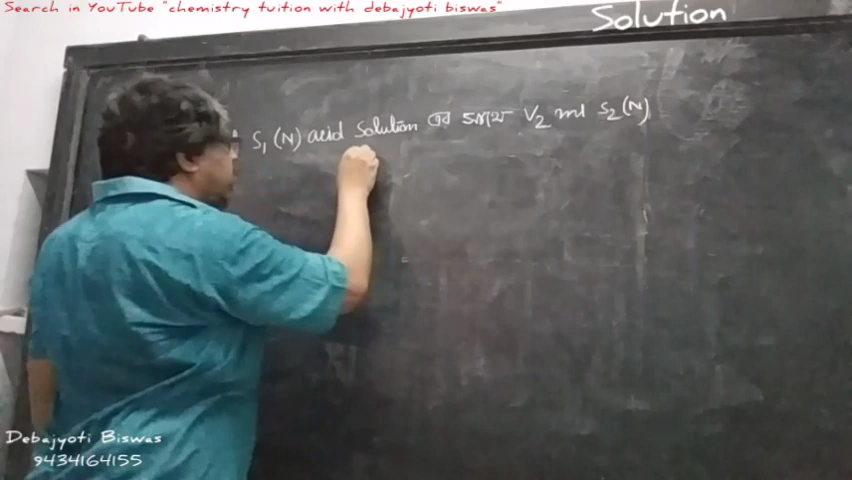 Search in YouTube "chemistry tuition with debajyoti biswas"
Solution
S₁ (N) acid Solution এর সাথে V₂ ml S₂ (N)
Debajyoti Biswas
9434164155